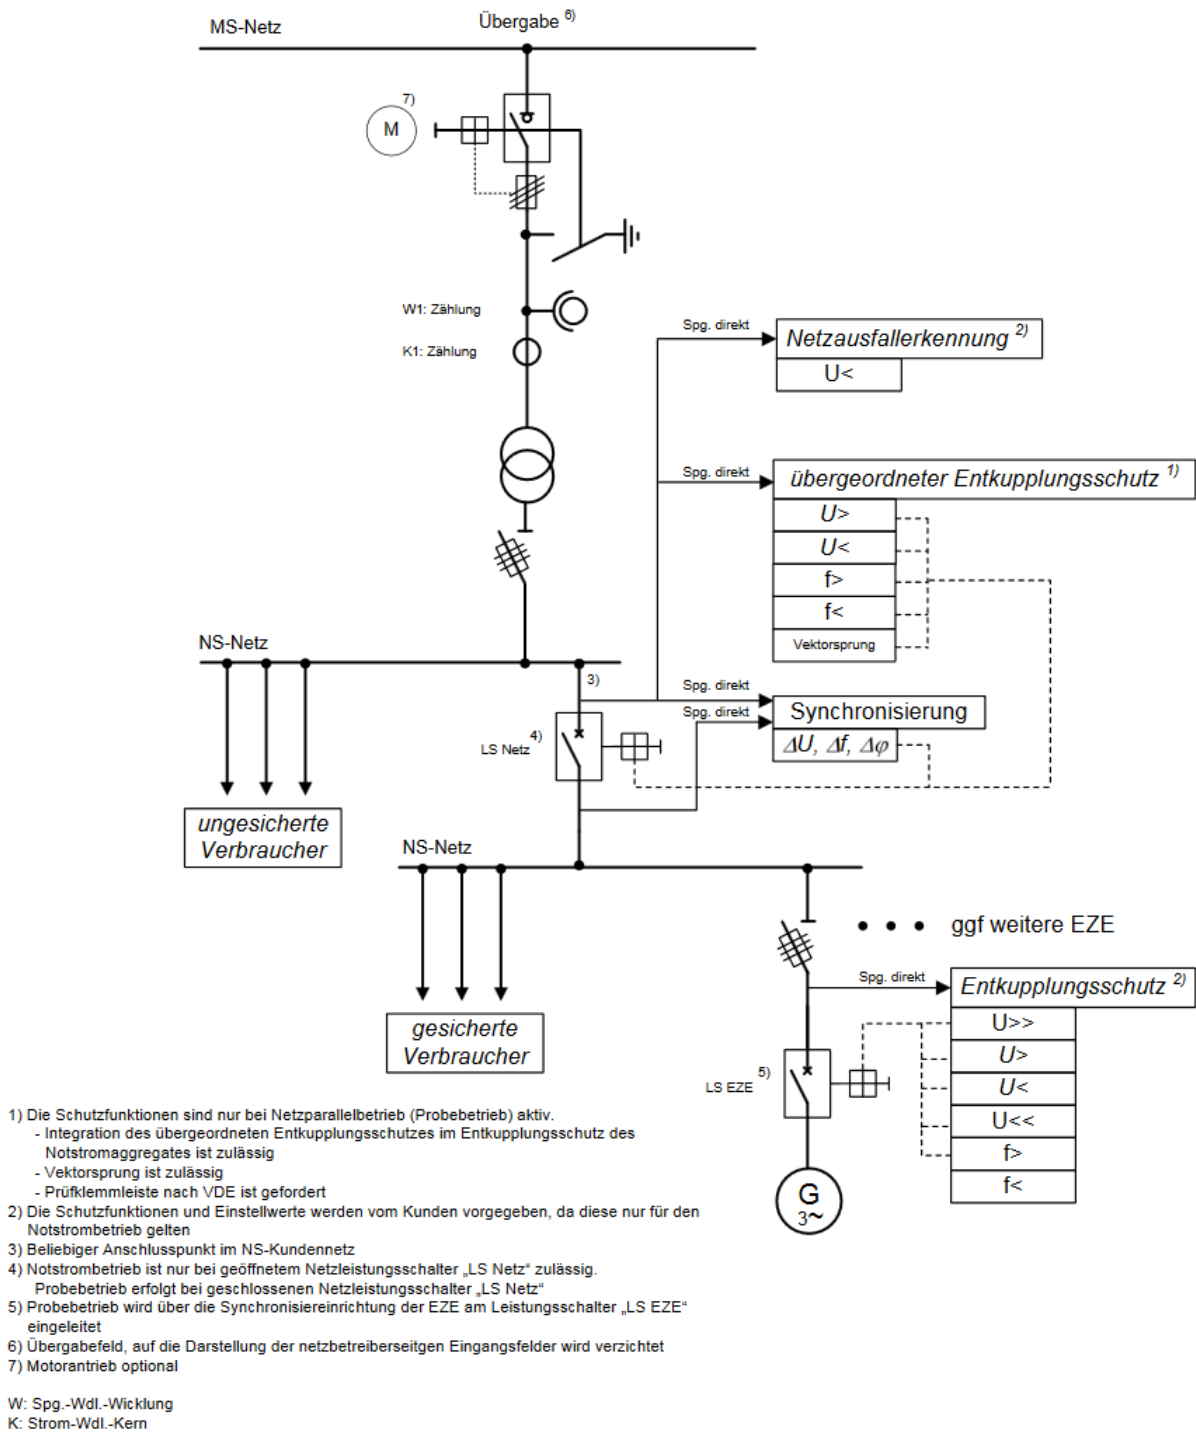 MS-Netz
Übergabe 6)
7)
M
W1: Zählung
K1: Zählung
Spg. direkt
Netzausfallerkennung 2)
U<
Spg. direkt
übergeordneter Entkupplungsschutz 1)
U>
U<
f>
f<
Vektorsprung
NS-Netz
3)
Spg. direkt
Spg. direkt
Synchronisierung
ΔU, Δf, Δφ
LS Netz 4)
ungesicherte
Verbraucher
NS-Netz
ggf weitere EZE
Spg. direkt
Entkupplungsschutz 2)
U>>
U>
U<
U<<
f>
f<
gesicherte
Verbraucher
LS EZE 5)
G
3~
1) Die Schutzfunktionen sind nur bei Netzparallelbetrieb (Probebetrieb) aktiv.
- Integration des übergeordneten Entkupplungsschutzes im Entkupplungsschutz des
Notstromaggregates ist zulässig
- Vektorsprung ist zulässig
- Prüfklemmleiste nach VDE ist gefordert
2) Die Schutzfunktionen und Einstellwerte werden vom Kunden vorgegeben, da diese nur für den
Notstrombetrieb gelten
3) Beliebiger Anschlusspunkt im NS-Kundennetz
4) Notstrombetrieb ist nur bei geöffnetem Netzleistungsschalter „LS Netz“ zulässig.
Probebetrieb erfolgt bei geschlossenen Netzleistungsschalter „LS Netz“
5) Probebetrieb wird über die Synchronisiereinrichtung der EZE am Leistungsschalter „LS EZE“
eingeleitet
6) Übergabefeld, auf die Darstellung der netzbetreiberseitgen Eingangsfelder wird verzichtet
7) Motorantrieb optional
W: Spg.-Wdl.-Wicklung
K: Strom-Wdl.-Kern